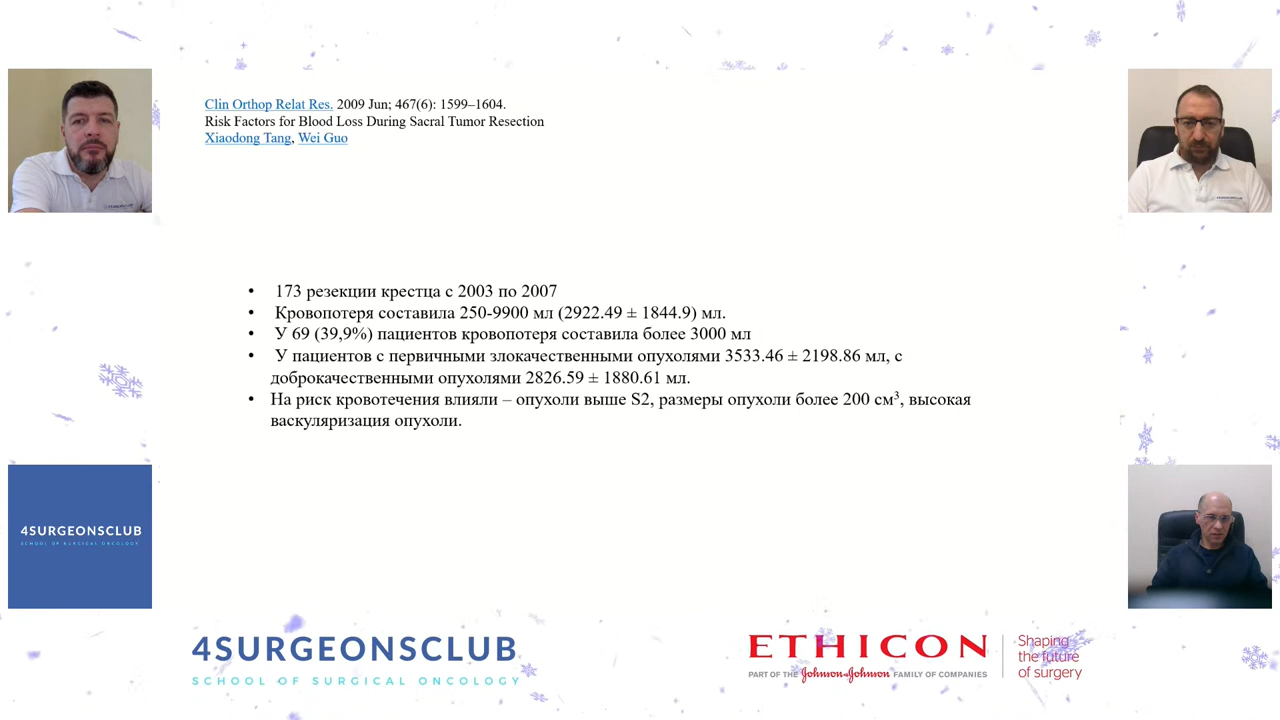 Clin Orthop Relat Res. 2009 Jun; 467(6): 1599–1604.
Risk Factors for Blood Loss During Sacral Tumor Resection
Xiaodong Tang, Wei Guo
• 173 резекции крестца с 2003 по 2007
• Кровопотеря составила 250-9900 мл (2922.49 ± 1844.9) мл.
• У 69 (39,9%) пациентов кровопотеря составила более 3000 мл
• У пациентов с первичными злокачественными опухолями 3533.46 ± 2198.86 мл, с
доброкачественными опухолями 2826.59 ± 1880.61 мл.
• На риск кровотечения влияли – опухоли выше S2, размеры опухоли более 200 см³, высокая
васкуляризация опухоли.
4SURGEONSCLUB
SCHOOL OF SURGICAL ONCOLOGY
4SURGEONSCLUB
SCHOOL OF SURGICAL ONCOLOGY
ETHICON
PART OF THE Johnson & Johnson FAMILY OF COMPANIES
Shaping
the future
of surgery